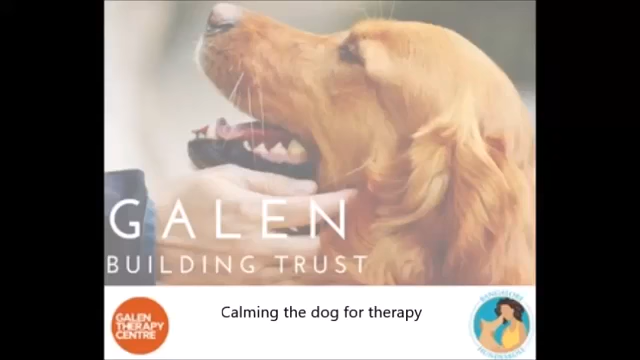 GALEN
BUILDING TRUST
GALEN
THERAPY
CENTRE
Calming the dog for therapy